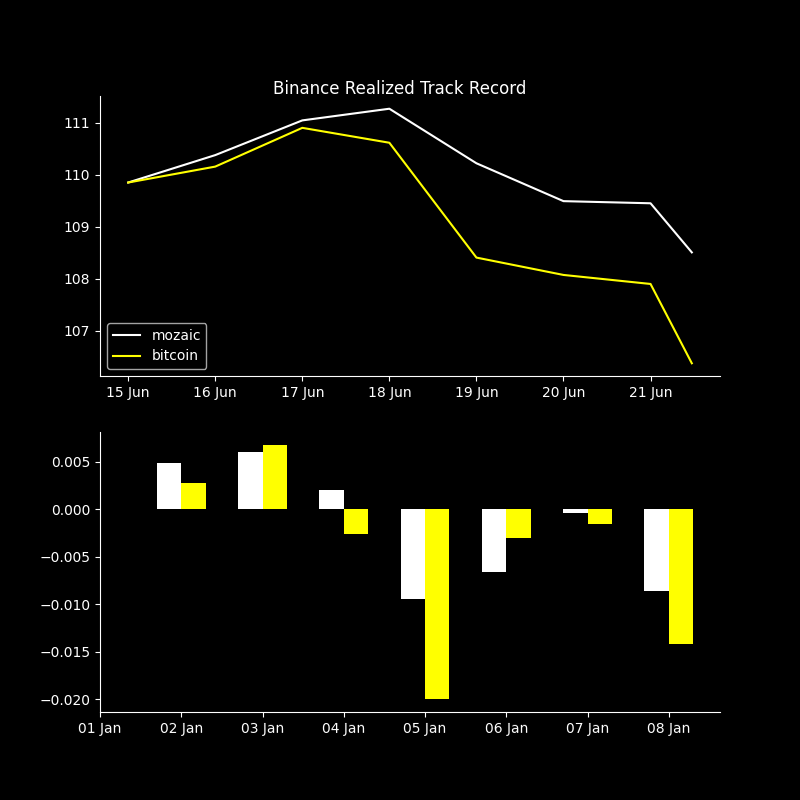 Binance Realized Track Record
111
110
109
108
107
mozaic
bitcoin
15 Jun 16 Jun 17 Jun 18 Jun 19 Jun 20 Jun 21 Jun
0.005
0.000
−0.005
−0.010
−0.015
−0.020
01 Jan 02 Jan 03 Jan 04 Jan 05 Jan 06 Jan 07 Jan 08 Jan